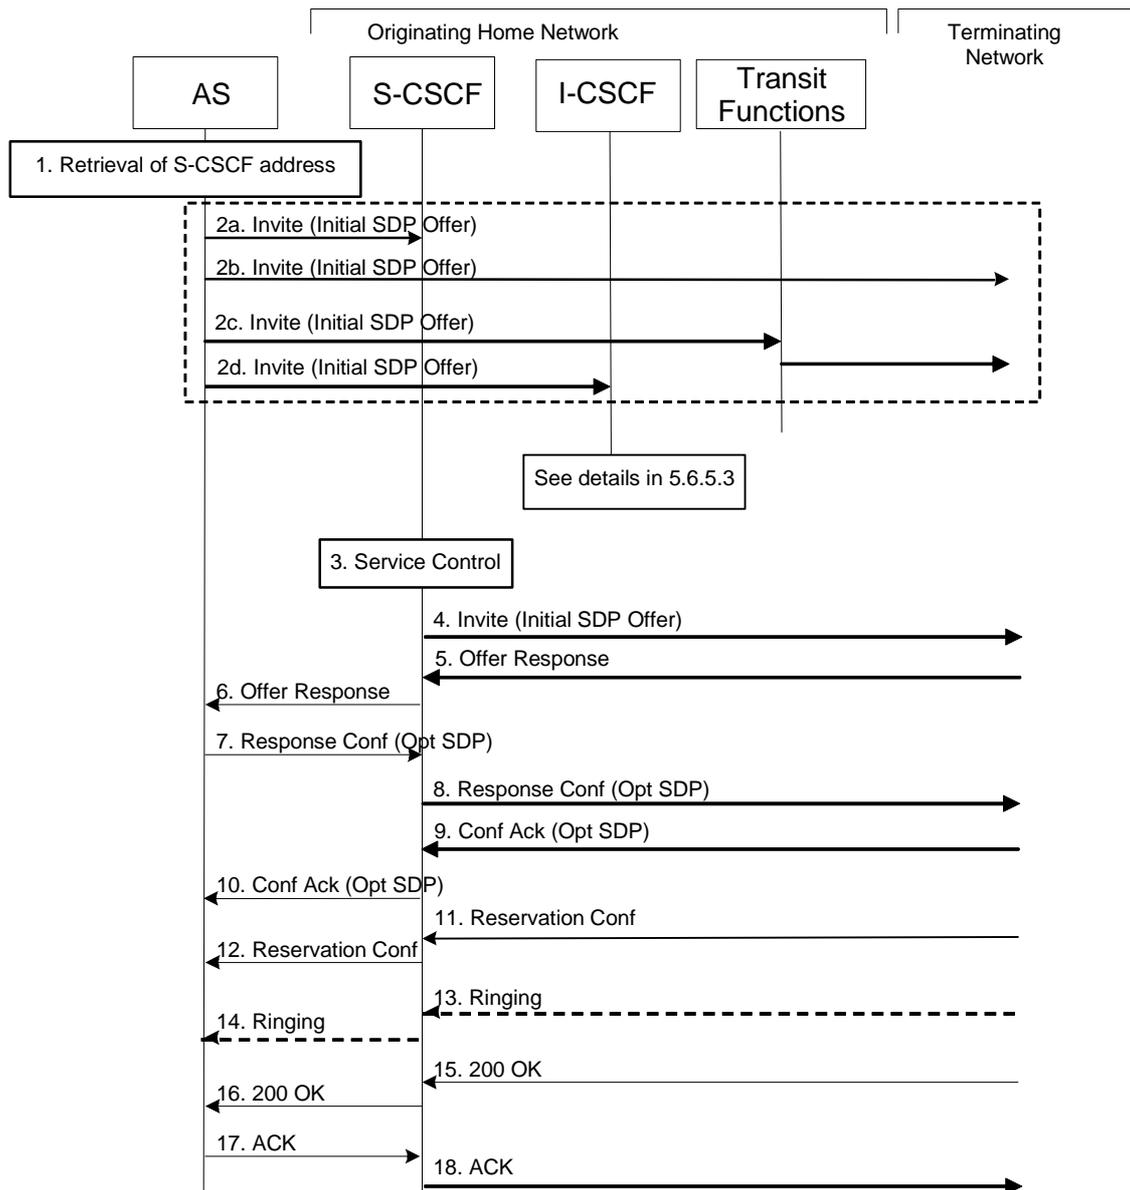 Originating Home Network
Terminating
Network
AS
S-CSCF
I-CSCF
Transit
Functions
1. Retrieval of S-CSCF address
2a. Invite (Initial SDP Offer)
2b. Invite (Initial SDP Offer)
2c. Invite (Initial SDP Offer)
2d. Invite (Initial SDP Offer)
See details in 5.6.5.3
3. Service Control
4. Invite (Initial SDP Offer)
5. Offer Response
6. Offer Response
7. Response Conf (Opt SDP)
8. Response Conf (Opt SDP)
9. Conf Ack (Opt SDP)
10. Conf Ack (Opt SDP)
11. Reservation Conf
12. Reservation Conf
13. Ringing
14. Ringing
15. 200 OK
16. 200 OK
17. ACK
18. ACK